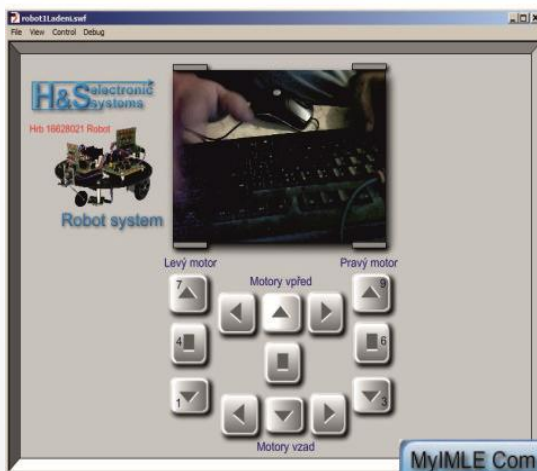 robot1Ladeni.swf
File View Control Debug
H&S electronic systems
Hrb 16628021 Robot
Robot system
Levý motor
Pravý motor
Motory vpřed
7
9
4
6
1
3
Motory vzad
MyIMLE Com